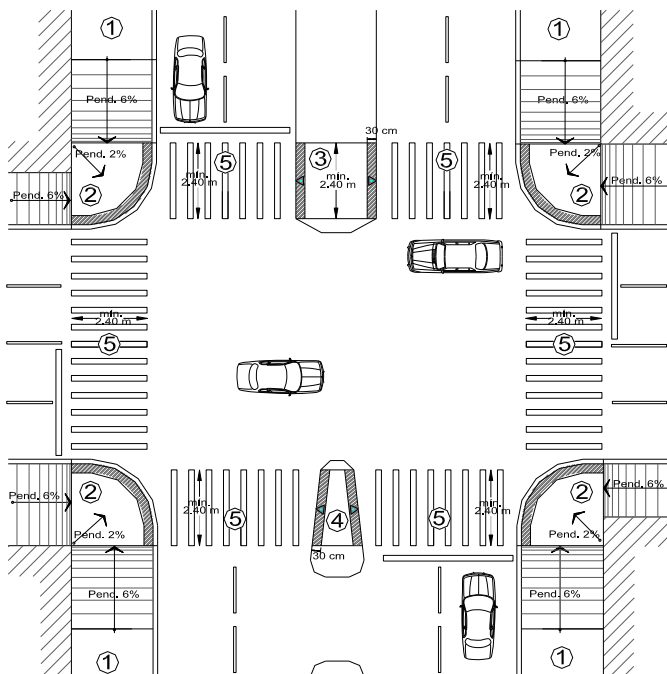 1
1
Pend. 6%
Pend. 6%
30 cm
Pend. 2%
5
min.
2.40 m
3
min.
2.40 m
5
min.
2.40 m
Pend. 2%
Pend. 6%
2
2
Pend. 6%
min.
2.40 m
5
min.
2.40 m
5
Pend. 6%
2
Pend. 2%
min.
2.40 m
5
4
5
min.
2.40 m
2
Pend. 2%
Pend. 6%
30 cm
Pend. 6%
Pend. 6%
1
1